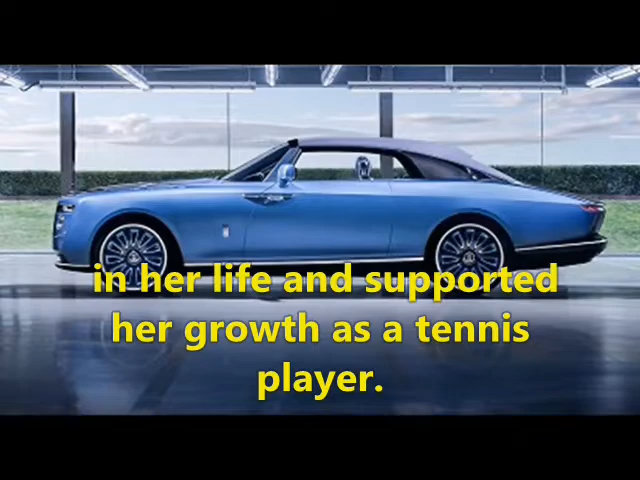 in her life and supported
her growth as a tennis
player.